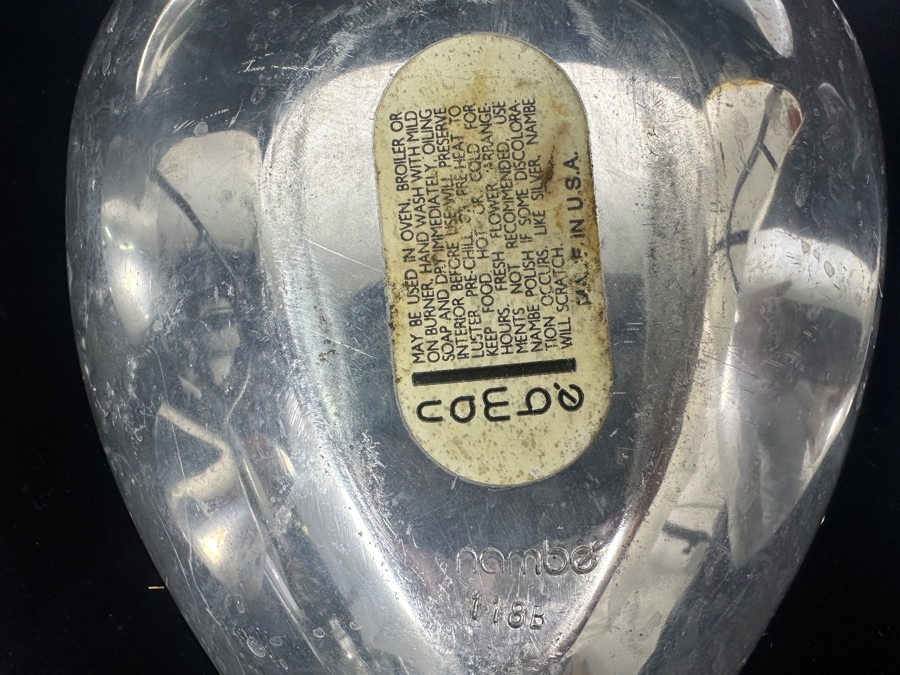 nambé
MAY BE USED IN OVEN, BROILER OR
ON BURNER, HAND WASH WITH MILD
SOAP AND DRY IMMEDIATELY, OILING
INTERIOR BEFORE USE WILL PRESERVE
LUSTER PRE-CHILL OR PRE-HEAT TO
KEEP FOOD HOT OR COLD FOR
HOURS. FRESH FLOWER ARRANGE-
MENTS NOT RECOMMENDED. USE
NAMBE POLISH IF SOME DISCOLORA-
TION OCCURS. LIKE SILVER, NAMBE
WILL SCRATCH.
MADE IN U.S.A.
nambé
118B